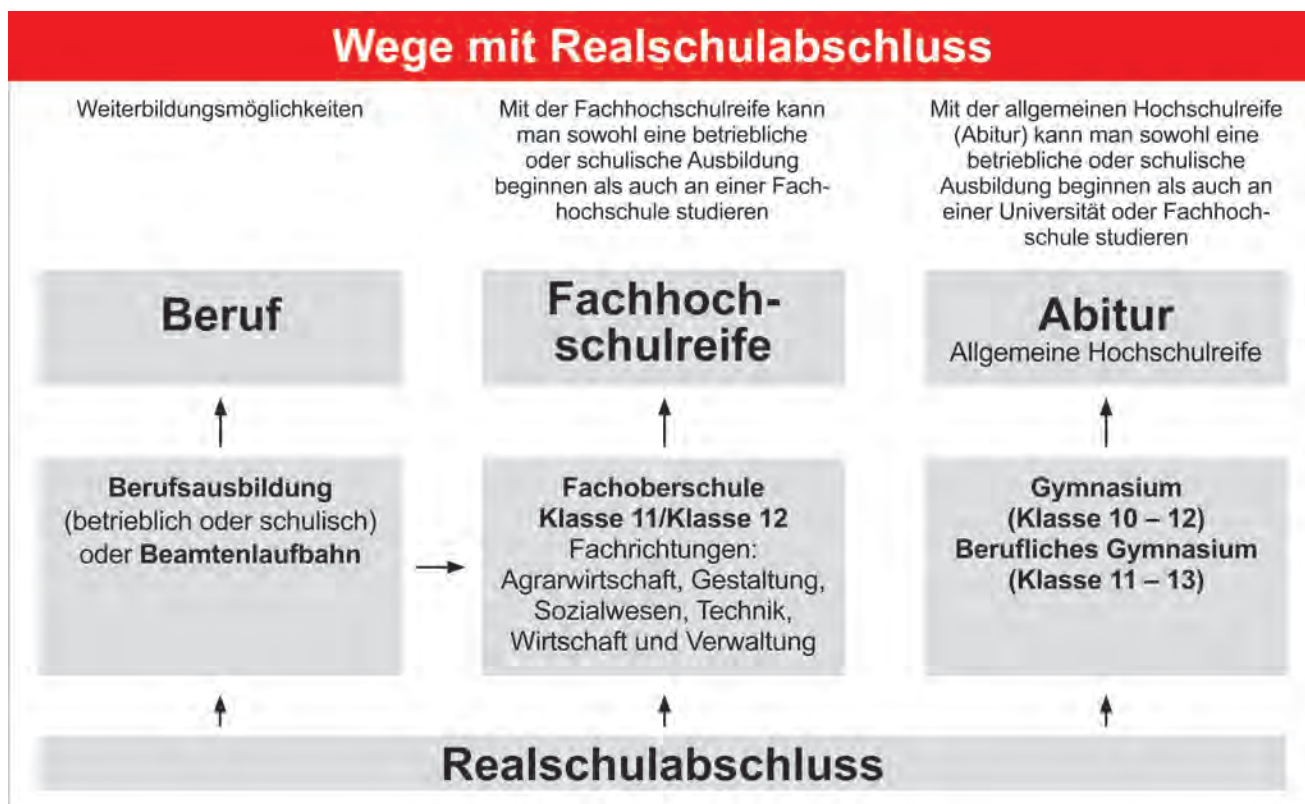 Wege mit Realschulabschluss
Weiterbildungsmöglichkeiten
Mit der Fachhochschulreife kann
man sowohl eine betriebliche
oder schulische Ausbildung
beginnen als auch an einer Fach-
hochschule studieren
Mit der allgemeinen Hochschulreife
(Abitur) kann man sowohl eine
betriebliche oder schulische
Ausbildung beginnen als auch an
einer Universität oder Fachhoch-
schule studieren
Beruf
Fachhoch-
schulreife
Abitur
Allgemeine Hochschulreife
Berufsausbildung
(betrieblich oder schulisch)
oder Beamtenlaufbahn
Fachoberschule
Klasse 11/Klasse 12
Fachrichtungen:
Agrarwirtschaft, Gestaltung,
Sozialwesen, Technik,
Wirtschaft und Verwaltung
Gymnasium
(Klasse 10 – 12)
Berufliches Gymnasium
(Klasse 11 – 13)
Realschulabschluss